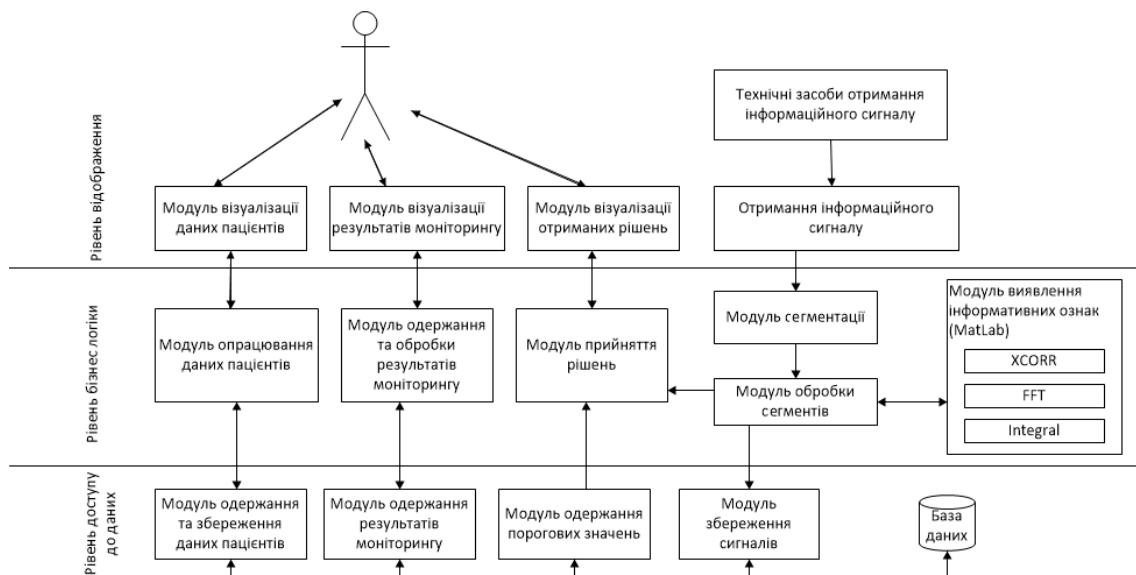 Рівень відображення
Технічні засоби отримання
інформаційного сигналу
Модуль візуалізації
даних пацієнтів
Модуль візуалізації
результатів моніторингу
Модуль візуалізації
отриманих рішень
Отримання інформаційного
сигналу
Рівень бізнес логіки
Модуль опрацювання
даних пацієнтів
Модуль одержання
та обробки
результатів
моніторингу
Модуль прийняття
рішень
Модуль сегментації
Модуль обробки
сегментів
Модуль виявлення
інформативних ознак
(MatLab)
XCORR
FFT
Integral
Рівень доступу
до даних
Модуль одержання
та збереження
даних пацієнтів
Модуль одержання
результатів
моніторингу
Модуль одержання
порогових значень
Модуль
збереження
сигналів
База
даних